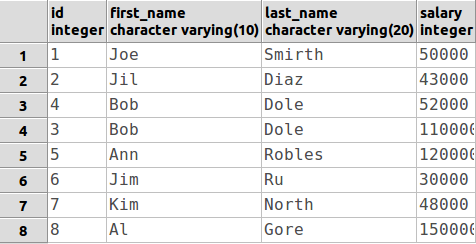 id first_name last_name salary
integer character varying(10) character varying(20) integer
1 1 Joe Smirth 50000
2 2 Jil Diaz 43000
3 4 Bob Dole 52000
4 3 Bob Dole 110000
5 5 Ann Robles 120000
6 6 Jim Ru 30000
7 7 Kim North 48000
8 8 Al Gore 150000